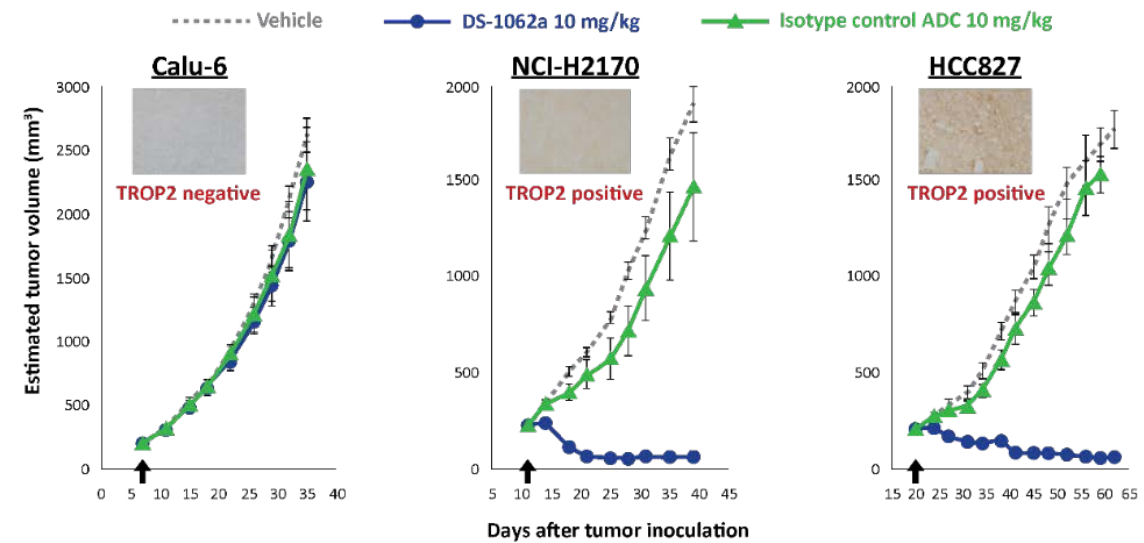 Vehicle DS-1062a 10 mg/kg Isotype control ADC 10 mg/kg
Calu-6 NCI-H2170 HCC827
Estimated tumor volume (mm³)
3000
2500
2000
1500
1000
500
0
TROP2 negative
0 5 10 15 20 25 30 35 40
2000
1500
1000
500
0
TROP2 positive
5 10 15 20 25 30 35 40 45
2000
1500
1000
500
0
TROP2 positive
15 20 25 30 35 40 45 50 55 60 65
Days after tumor inoculation